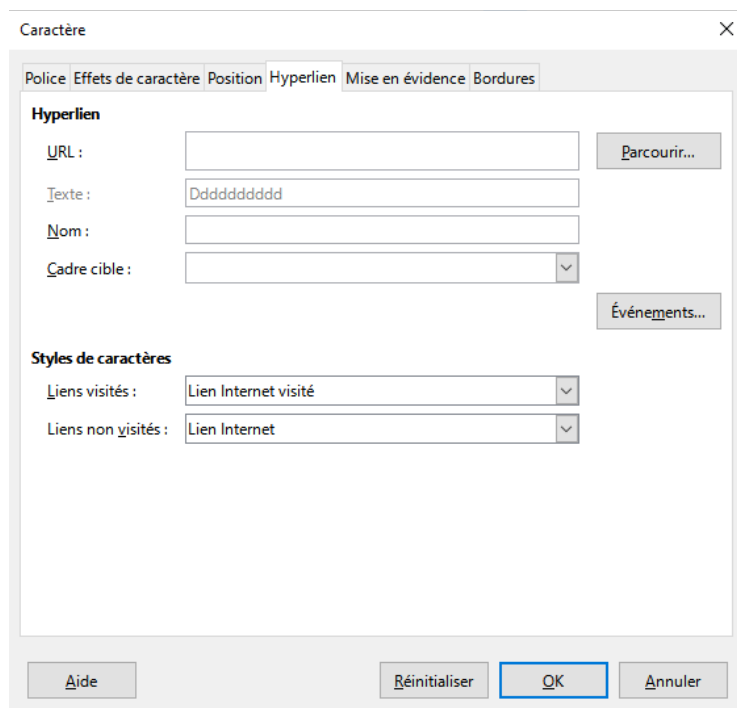 Caractère
Police Effets de caractère Position Hyperlien Mise en évidence Bordures
Hyperlien
URL : Parcourir...
Texte : Dddddddddd
Nom :
Cadre cible :
Événements...
Styles de caractères
Liens visités : Lien Internet visité
Liens non visités : Lien Internet
Aide Réinitialiser OK Annuler